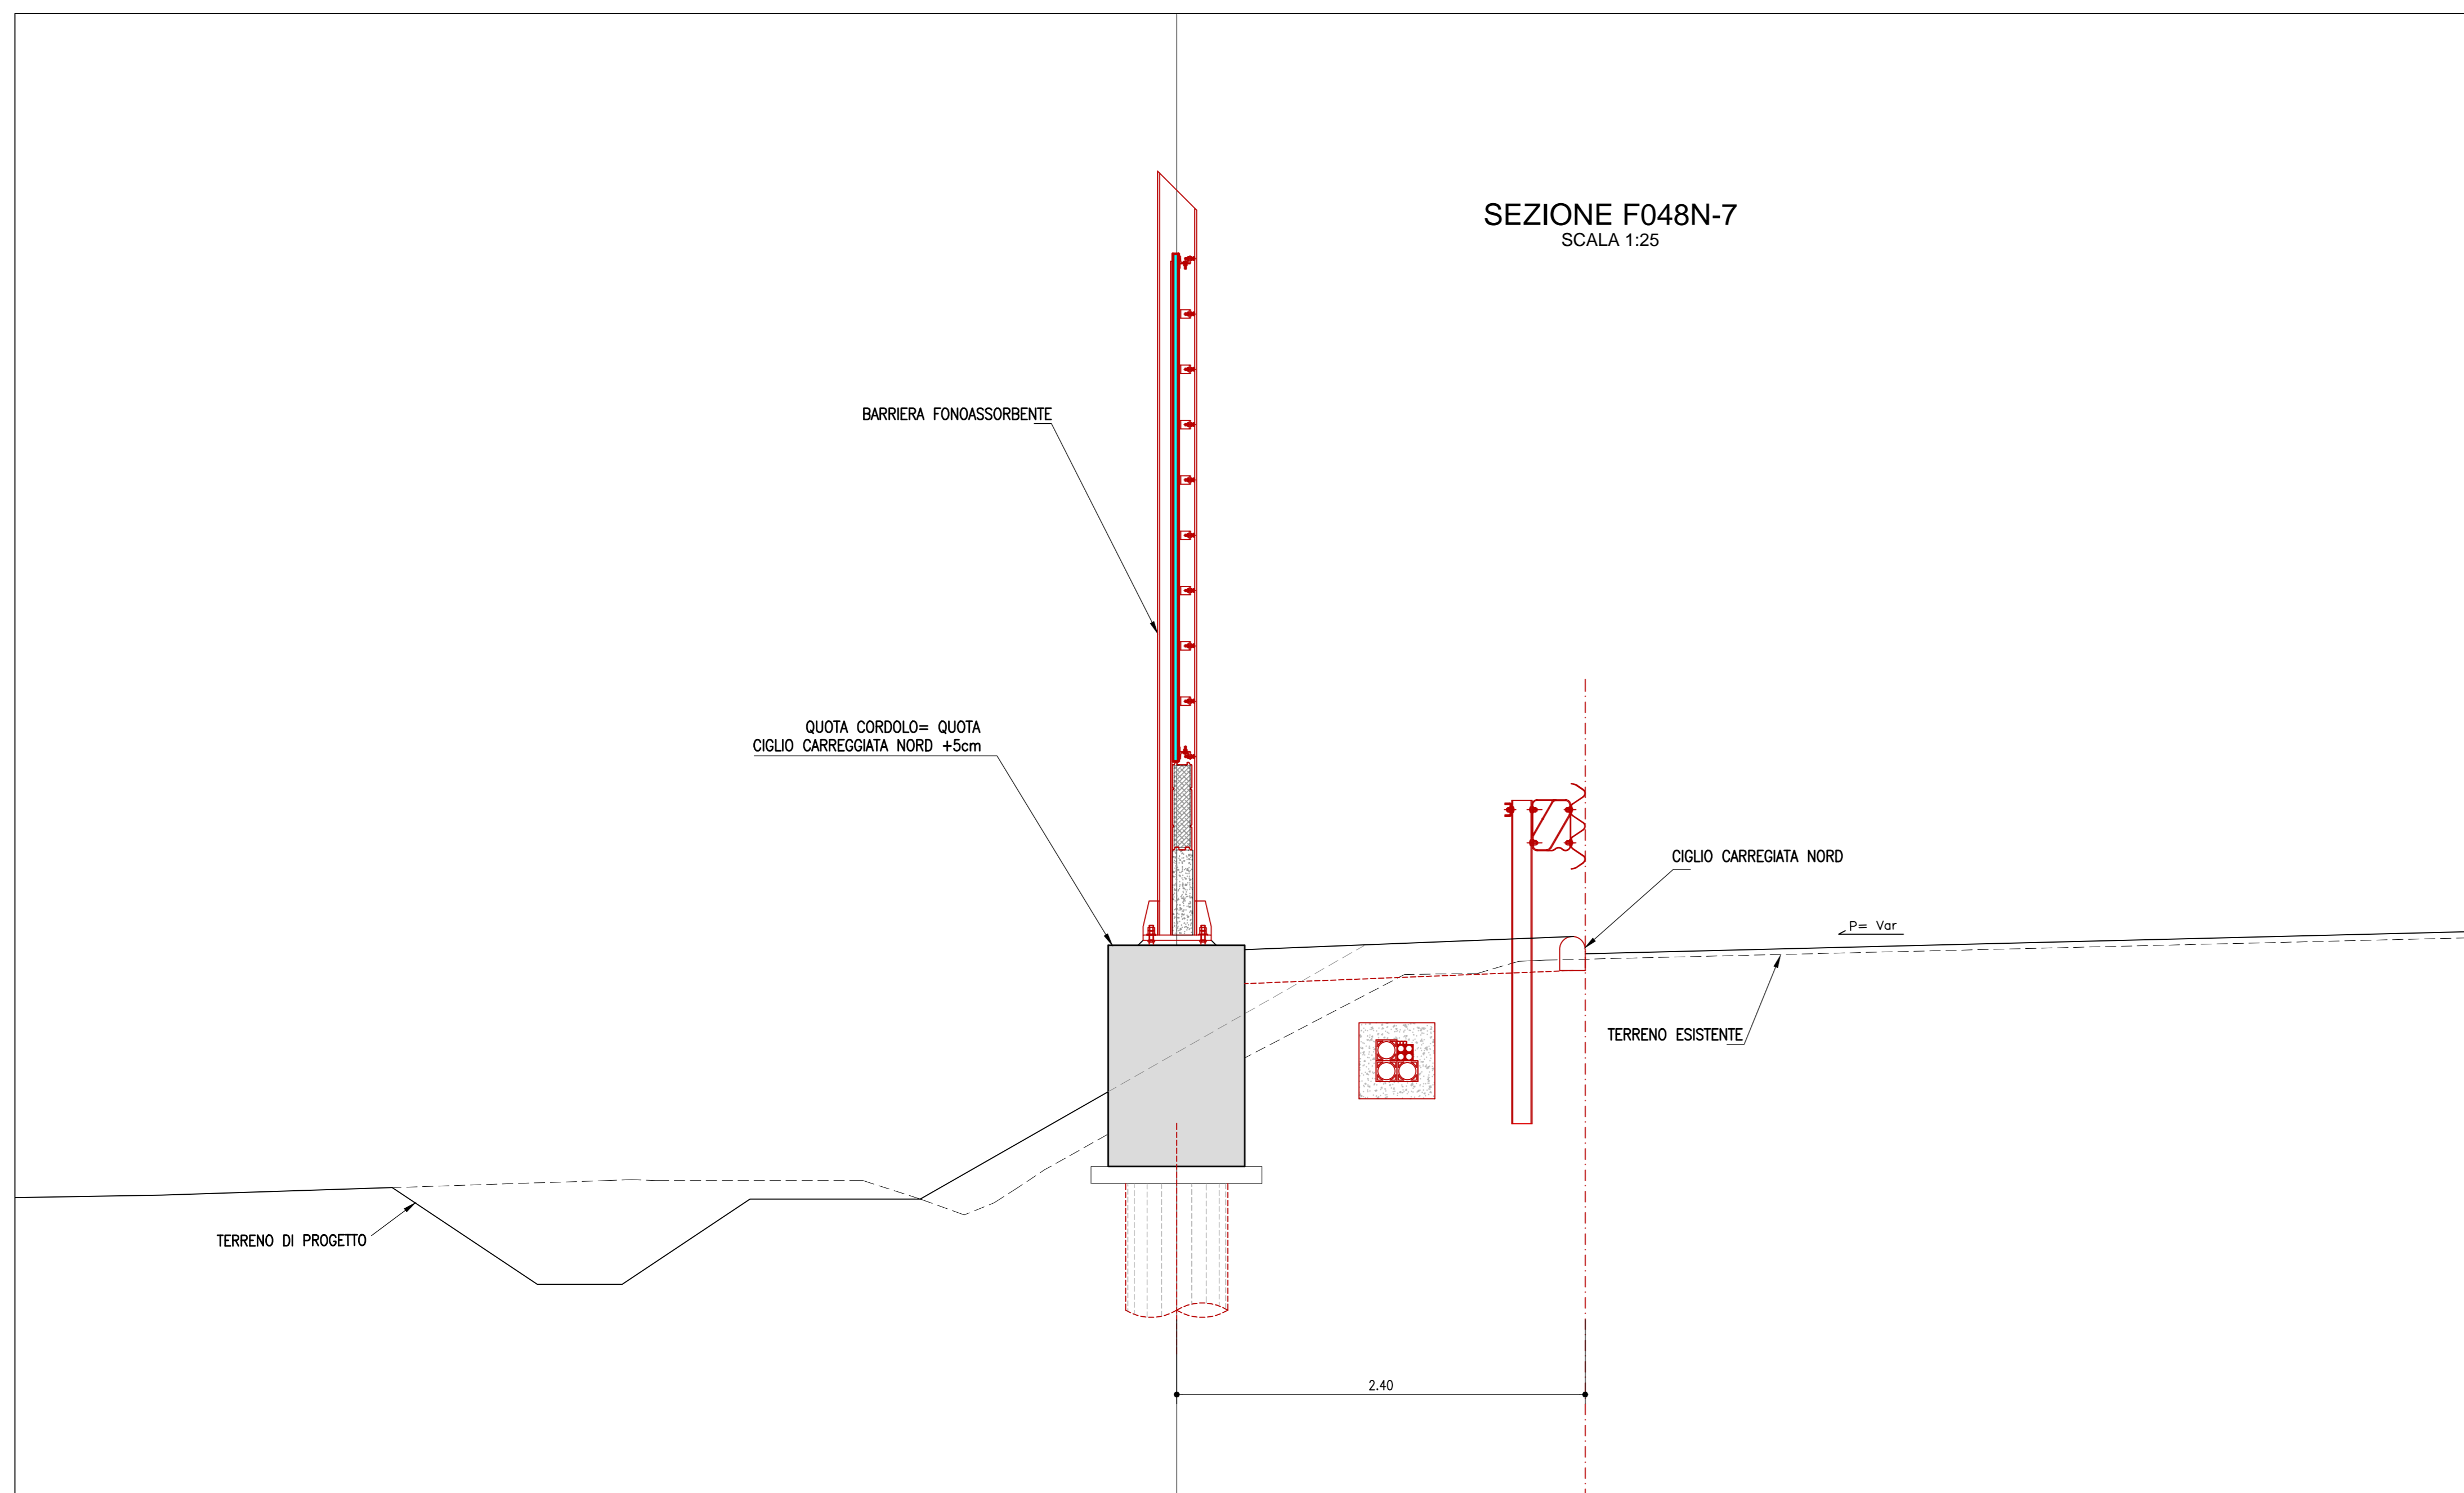 SEZIONE F048N-7
SCALA 1:25
BARRIERA FONOASSORBENTE
QUOTA CORDOLO= QUOTA
CIGLIO CARREGGIATA NORD +5cm
CIGLIO CARREGIATA NORD
P= Var
TERRENO ESISTENTE
TERRENO DI PROGETTO
2.40